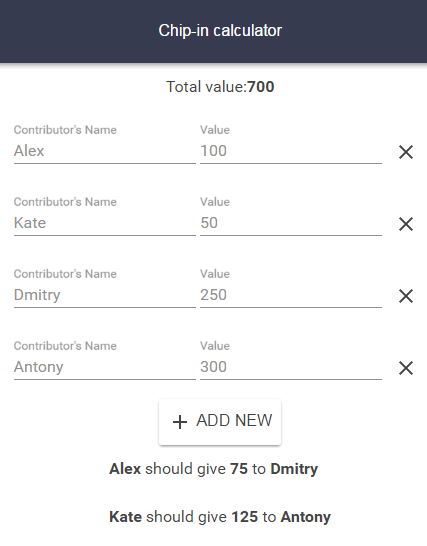 Chip-in calculator
Total value:700
Contributor's Name Value
Alex 100
Contributor's Name Value
Kate 50
Contributor's Name Value
Dmitry 250
Contributor's Name Value
Antony 300
+ ADD NEW
Alex should give 75 to Dmitry
Kate should give 125 to Antony